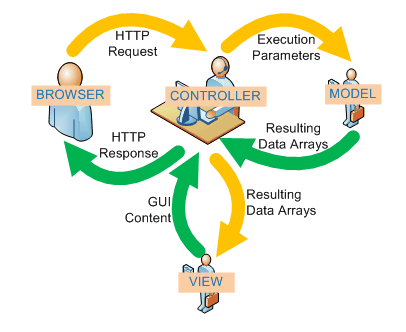 HTTP
Request
Execution
Parameters
BROWSER
CONTROLLER
MODEL
HTTP
Response
Resulting
Data Arrays
GUI
Content
Resulting
Data Arrays
VIEW